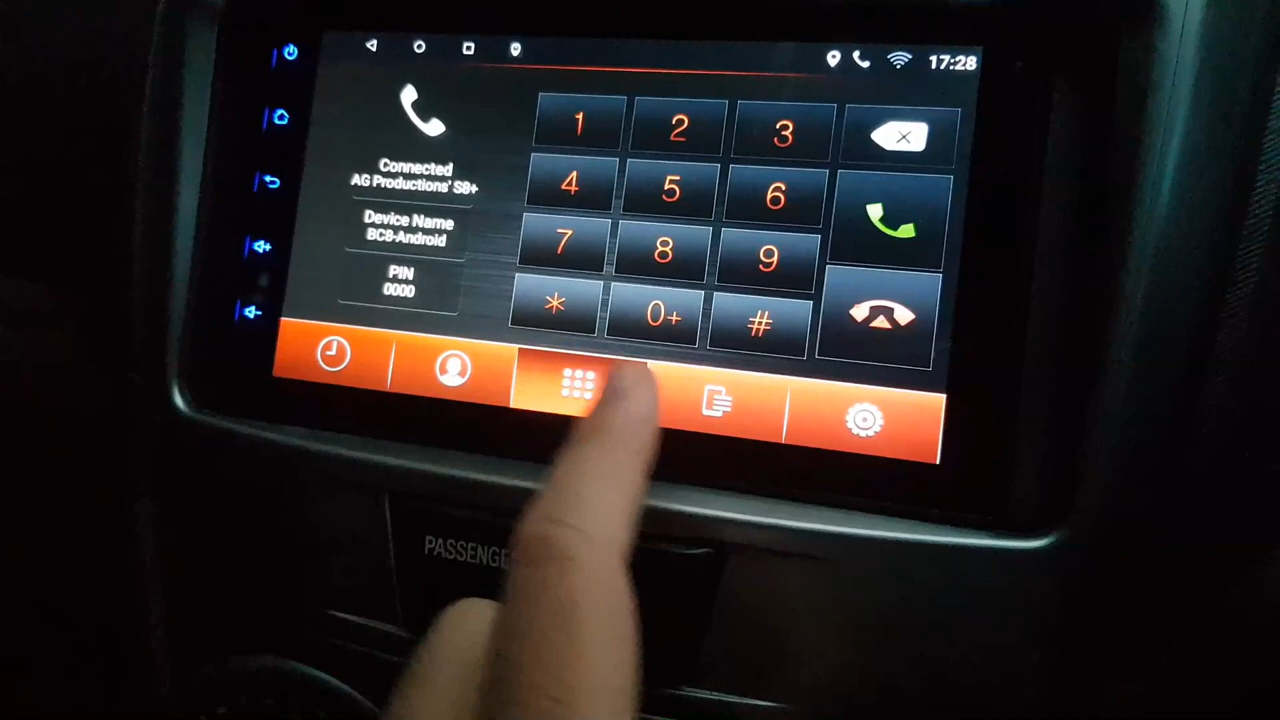 17:28
Connected
AG Productions' S8+
Device Name
BC8-Android
PIN
0000
1 2 3
4 5 6
7 8 9
* 0+ #